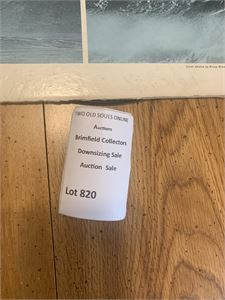 TWO OLD SOULS ONLINE
Auctions
Brimfield Collectors
Downsizing Sale
Auction Sale
Lot 820